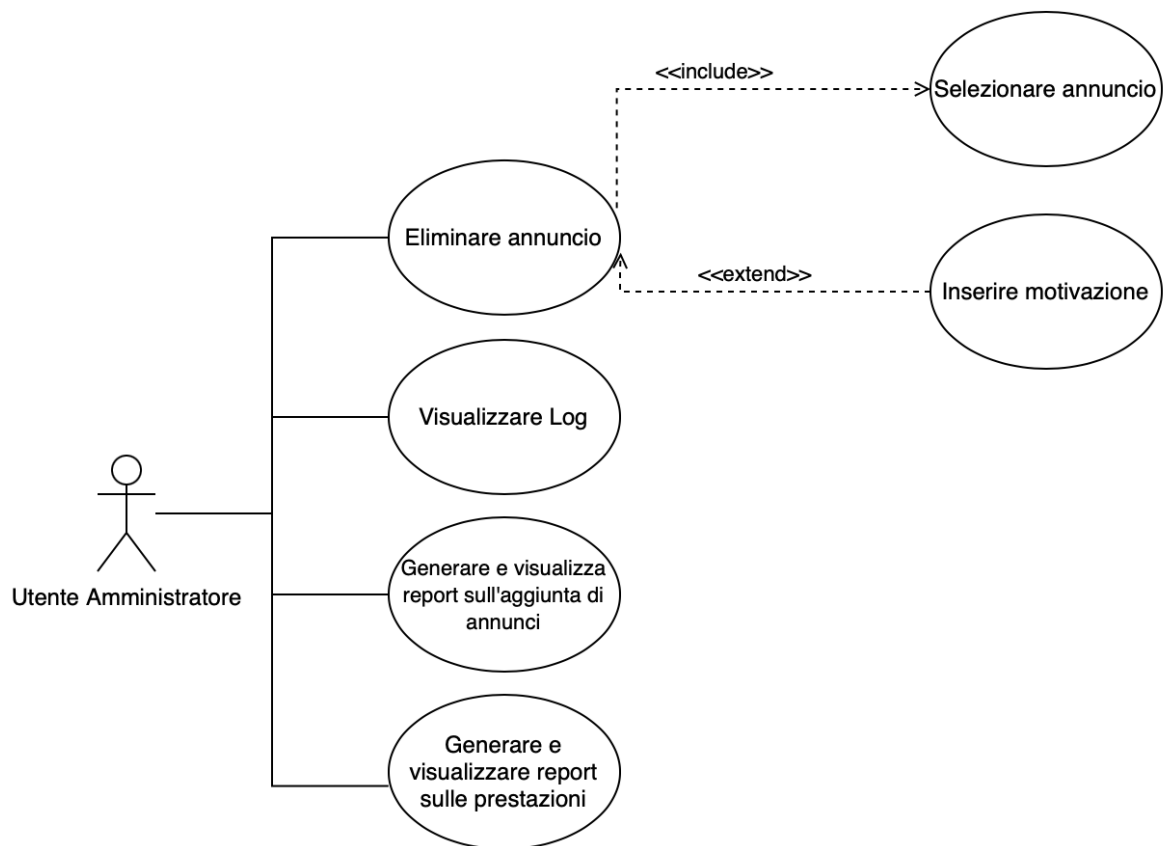 <<include>>
Selezionare annuncio
Eliminare annuncio
<<extend>>
Inserire motivazione
Visualizzare Log
Utente Amministratore
Generare e visualizza
report sull'aggiunta di
annunci
Generare e
visualizzare report
sulle prestazioni